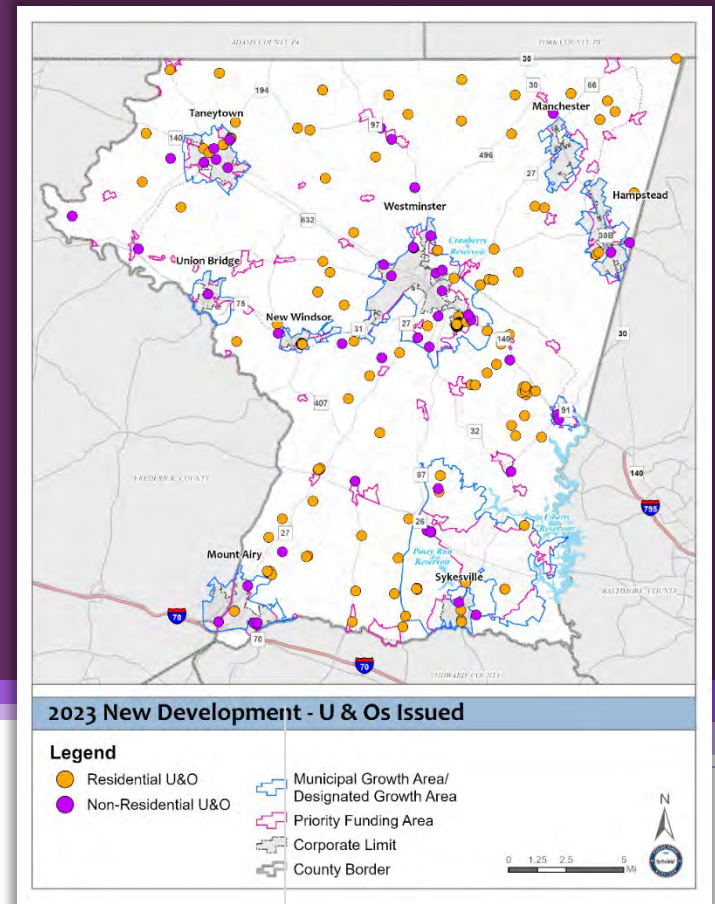 ADAMS COUNTY, PA
YORK COUNTY, PA
30
194
30
86
Manchester
Taneytown
97
140
496
27
Hampstead
Westminster
832
Cranberry
Reservoir
30B
Union Bridge
75
New Windsor
31
27
140
30
407
91
32
FREDERICK COUNTY
97
140
795
26
Liberty
Reservoir
27
Mount Airy
Piney Run
Reservoir
Sykesville
BALTIMORE COUNTY
70
70
70
HOWARD COUNTY
2023 New Development - U & Os Issued
Legend
Residential U&O
Non-Residential U&O
Municipal Growth Area/
Designated Growth Area
Priority Funding Area
Corporate Limit
County Border
N
0 1.25 2.5 5
Mi